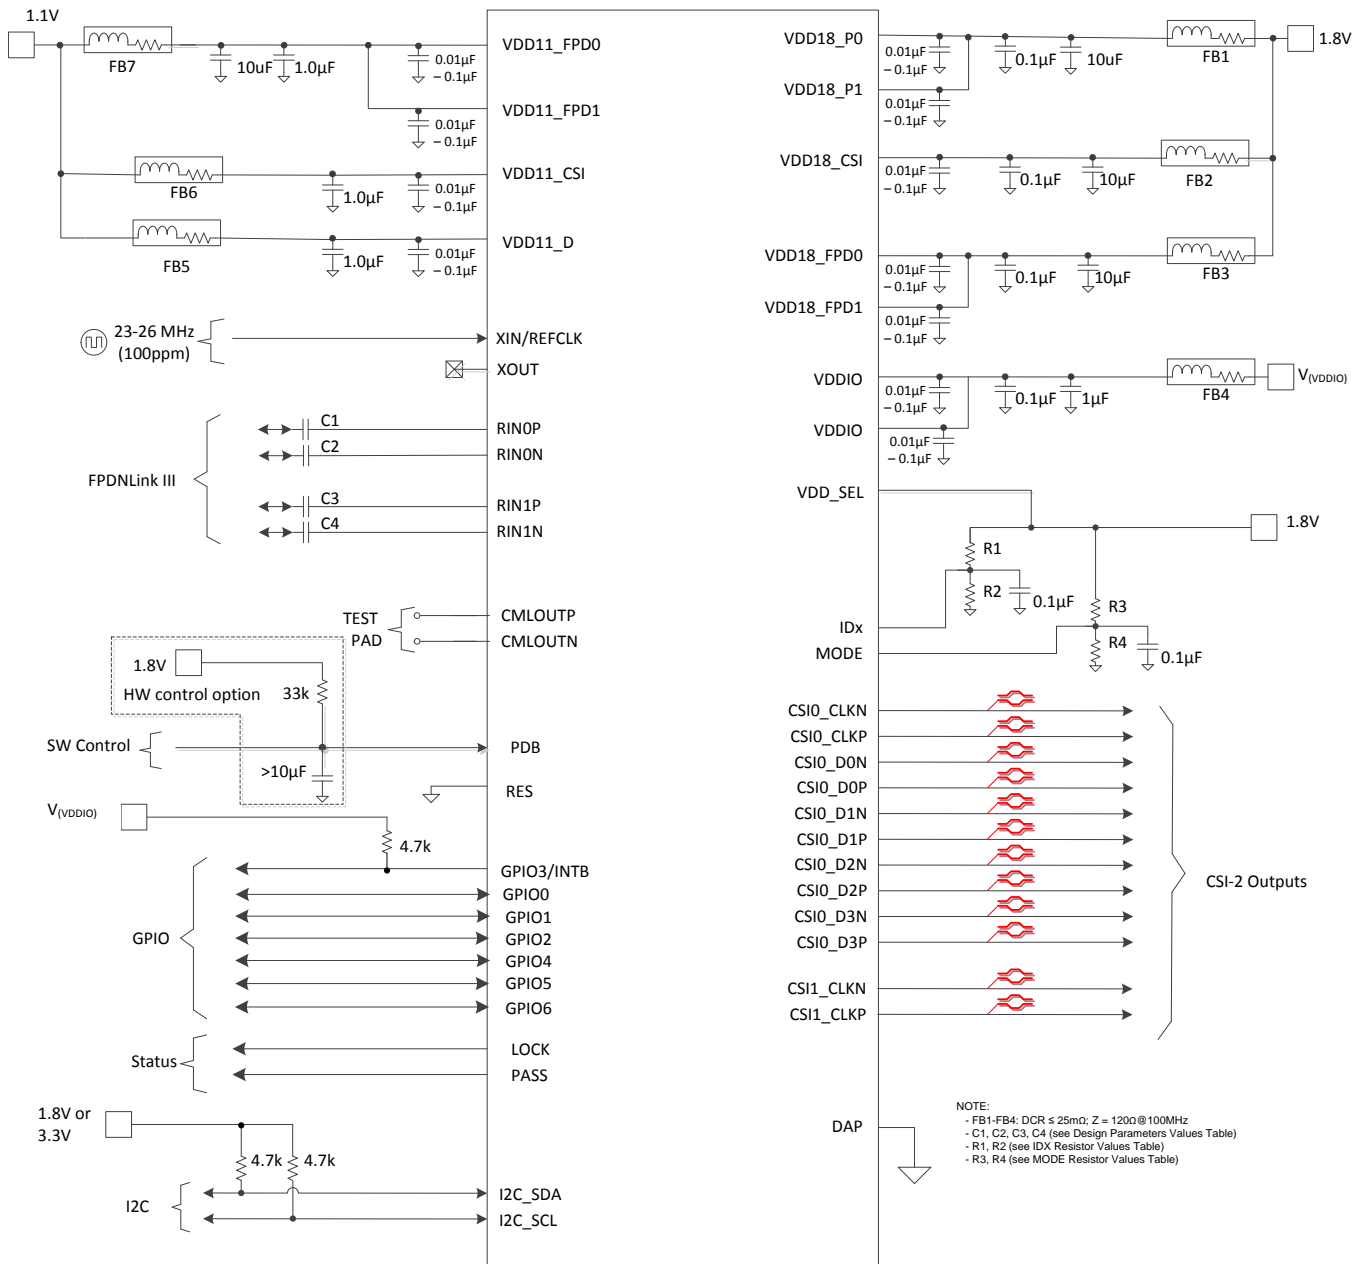 1.1V
FB7
10uF
1.0µF
0.01µF
– 0.1µF
VDD11_FPD0
0.01µF
– 0.1µF
VDD11_FPD1
FB6
1.0µF
0.01µF
– 0.1µF
VDD11_CSI
FB5
1.0µF
0.01µF
– 0.1µF
VDD11_D
23-26 MHz
(100ppm)
XIN/REFCLK
XOUT
FPDNLink III
C1
RIN0P
C2
RIN0N
C3
RIN1P
C4
RIN1N
TEST
PAD
CMLOUTP
CMLOUTN
1.8V
HW control option
33k
SW Control
PDB
>10µF
RES
V(VDDIO)
4.7k
GPIO
GPIO3/INTB
GPIO0
GPIO1
GPIO2
GPIO4
GPIO5
GPIO6
Status
LOCK
PASS
1.8V or
3.3V
4.7k
4.7k
I2C
I2C_SDA
I2C_SCL
VDD18_P0
0.01µF
– 0.1µF
0.1µF
10uF
FB1
1.8V
VDD18_P1
0.01µF
– 0.1µF
VDD18_CSI
0.01µF
– 0.1µF
0.1µF
10µF
FB2
VDD18_FPD0
0.01µF
– 0.1µF
0.1µF
10µF
FB3
VDD18_FPD1
0.01µF
– 0.1µF
VDDIO
0.01µF
– 0.1µF
0.1µF
1µF
FB4
V(VDDIO)
VDDIO
0.01µF
– 0.1µF
VDD_SEL
1.8V
R1
R2
0.1µF
R3
IDx
MODE
R4
0.1µF
CSI0_CLKN
CSI0_CLKP
CSI0_D0N
CSI0_D0P
CSI0_D1N
CSI0_D1P
CSI0_D2N
CSI0_D2P
CSI0_D3N
CSI0_D3P
CSI1_CLKN
CSI1_CLKP
CSI-2 Outputs
DAP
NOTE:
- FB1-FB4: DCR ≤ 25mΩ; Z = 120Ω@100MHz
- C1, C2, C3, C4 (see Design Parameters Values Table)
- R1, R2 (see IDX Resistor Values Table)
- R3, R4 (see MODE Resistor Values Table)